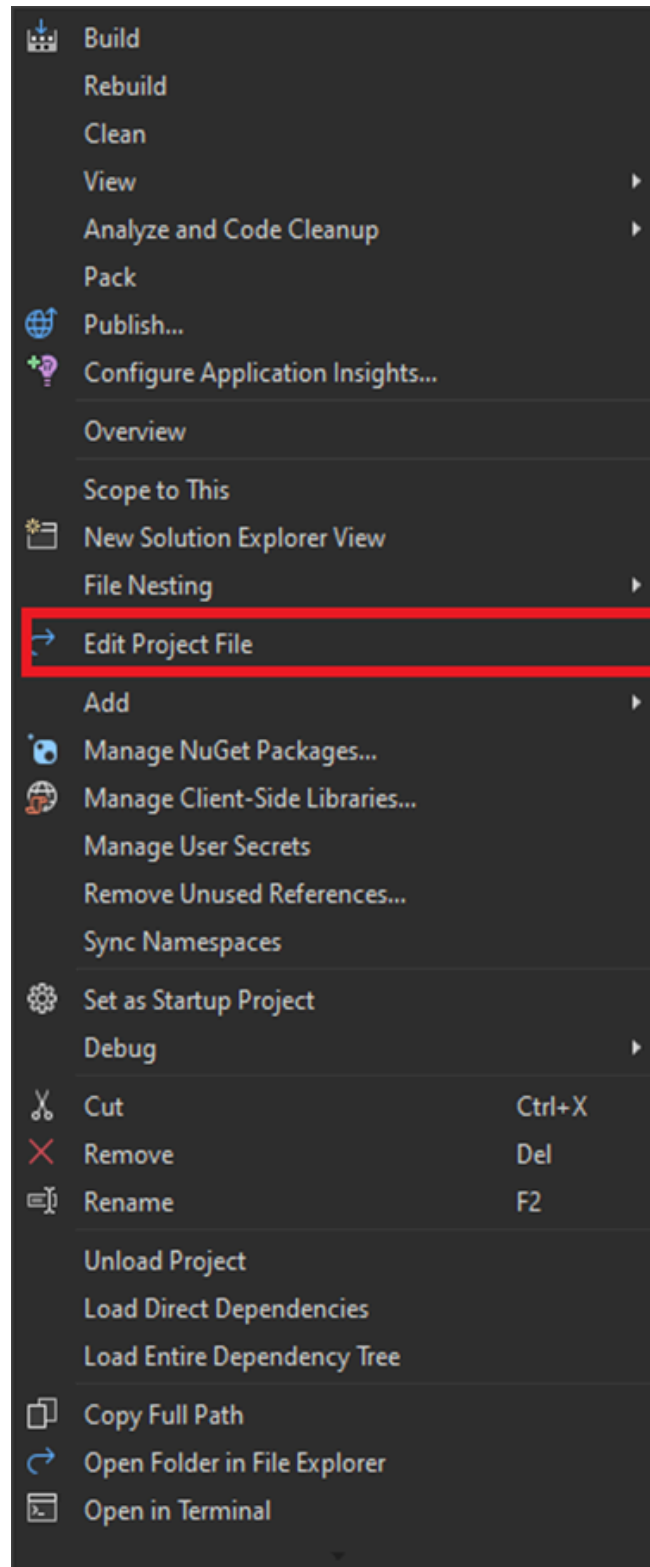 Build
Rebuild
Clean
View
Analyze and Code Cleanup
Pack
Publish...
Configure Application Insights...
Overview
Scope to This
New Solution Explorer View
File Nesting
Edit Project File
Add
Manage NuGet Packages...
Manage Client-Side Libraries...
Manage User Secrets
Remove Unused References...
Sync Namespaces
Set as Startup Project
Debug
Cut Ctrl+X
Remove Del
Rename F2
Unload Project
Load Direct Dependencies
Load Entire Dependency Tree
Copy Full Path
Open Folder in File Explorer
Open in Terminal